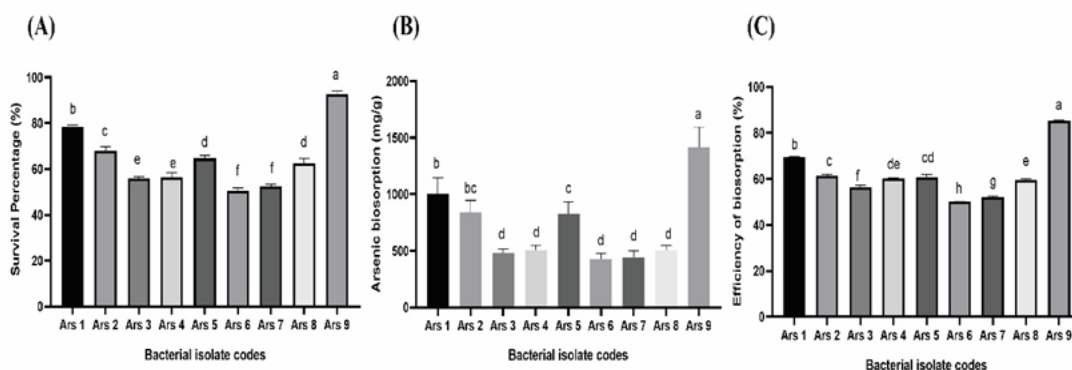 (A)
Survival Percentage (%)
100
80
60
40
20
0
b
c
e
e
d
f
f
d
a
Ars 1 Ars 2 Ars 3 Ars 4 Ars 5 Ars 6 Ars 7 Ars 8 Ars 9
Bacterial isolate codes
(B)
Arsenic biosorption (mg/g)
2000
1500
1000
500
0
b
bc
d
d
c
d
d
d
a
Ars 1 Ars 2 Ars 3 Ars 4 Ars 5 Ars 6 Ars 7 Ars 8 Ars 9
Bacterial isolate codes
(C)
Efficiency of biosorption (%)
100
80
60
40
20
0
b
c
f
de
cd
h
g
e
a
Ars 1 Ars 2 Ars 3 Ars 4 Ars 5 Ars 6 Ars 7 Ars 8 Ars 9
Bacterial isolate codes